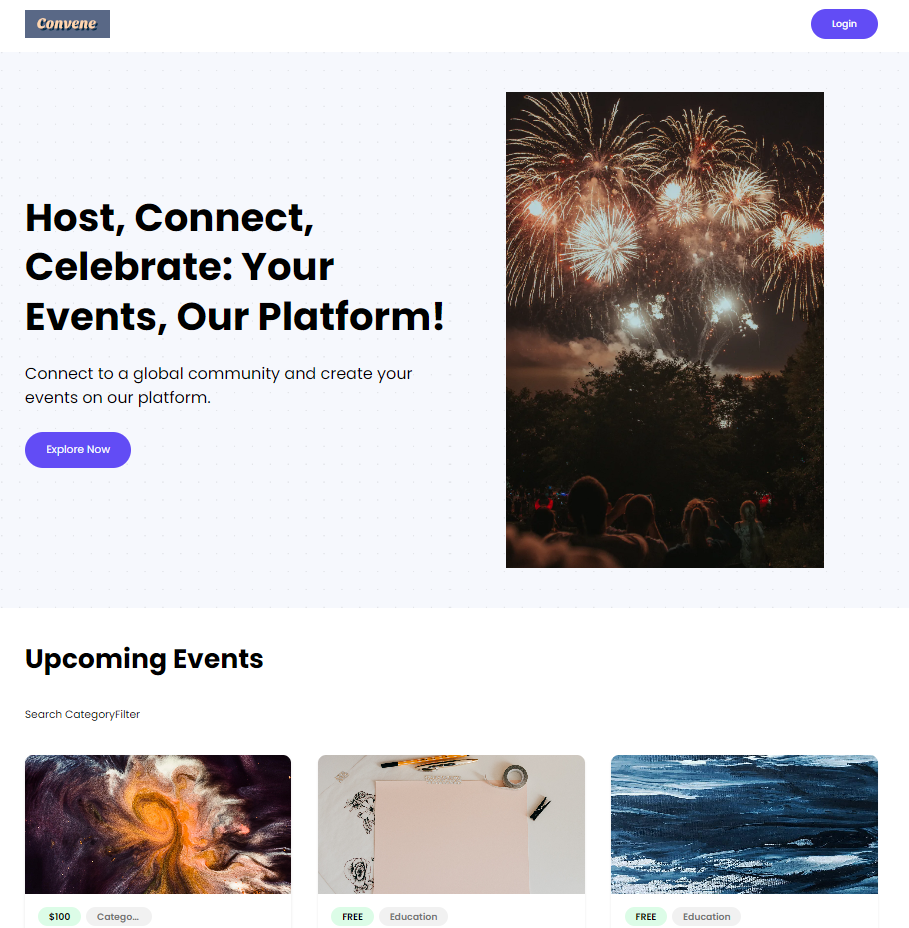 Convene
Login
Host, Connect,
Celebrate: Your
Events, Our Platform!
Connect to a global community and create your
events on our platform.
Explore Now
Upcoming Events
Search CategoryFilter
$100 Catego...
FREE Education
FREE Education